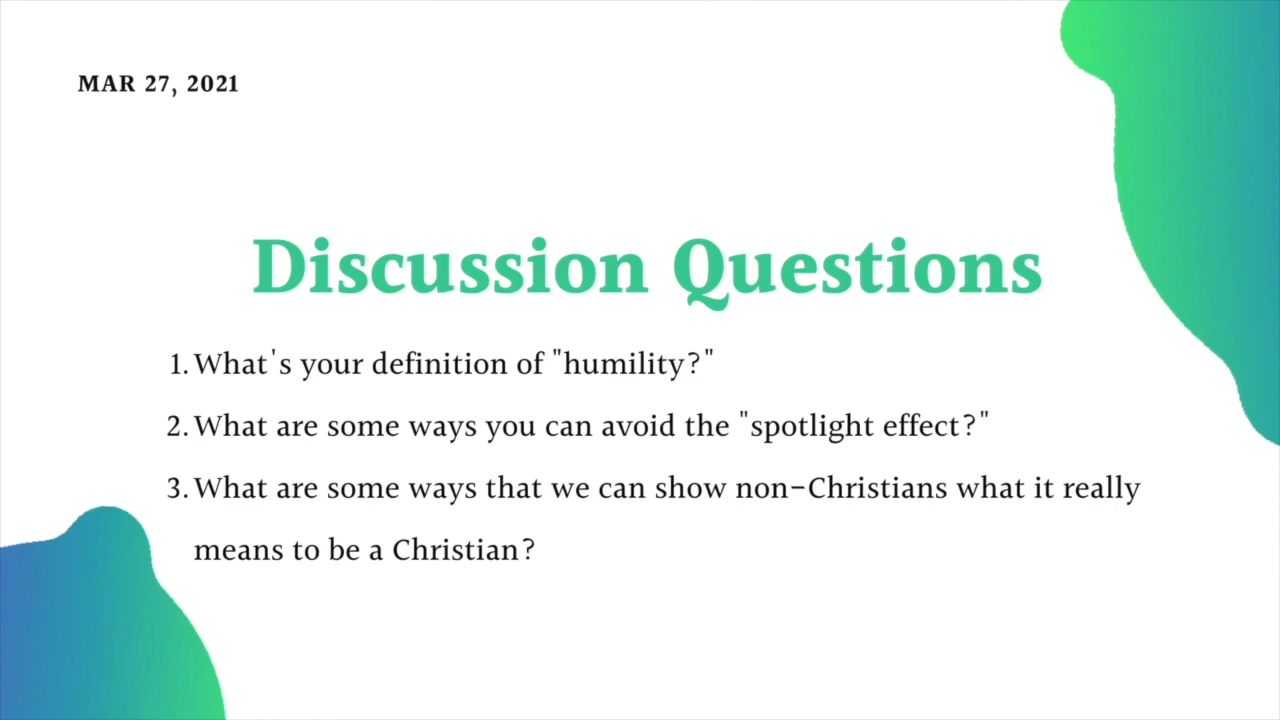 MAR 27, 2021
Discussion Questions
1. What's your definition of "humility?"
2. What are some ways you can avoid the "spotlight effect?"
3. What are some ways that we can show non-Christians what it really
means to be a Christian?